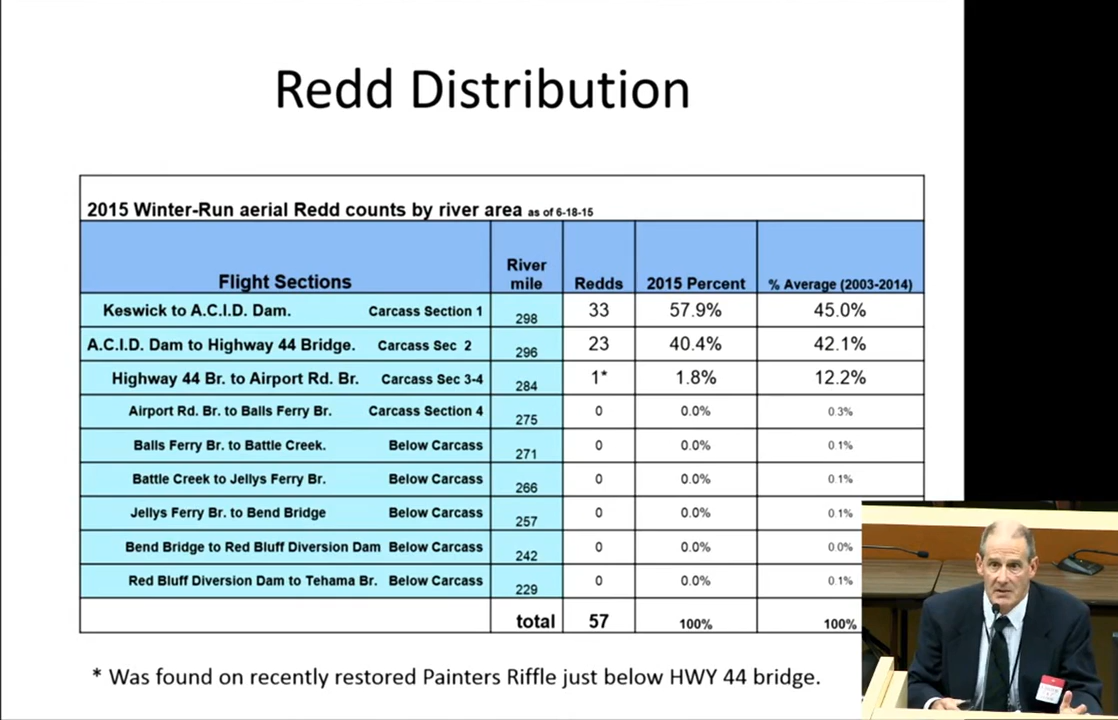 Redd Distribution
2015 Winter-Run aerial Redd counts by river area as of 6-18-15
Flight Sections River mile Redds 2015 Percent % Average (2003-2014)
Keswick to A.C.I.D. Dam. Carcass Section 1 298 33 57.9% 45.0%
A.C.I.D. Dam to Highway 44 Bridge. Carcass Sec 2 296 23 40.4% 42.1%
Highway 44 Br. to Airport Rd. Br. Carcass Sec 3-4 284 1* 1.8% 12.2%
Airport Rd. Br. to Balls Ferry Br. Carcass Section 4 275 0 0.0% 0.3%
Balls Ferry Br. to Battle Creek. Below Carcass 271 0 0.0% 0.1%
Battle Creek to Jellys Ferry Br. Below Carcass 266 0 0.0% 0.1%
Jellys Ferry Br. to Bend Bridge Below Carcass 257 0 0.0% 0.1%
Bend Bridge to Red Bluff Diversion Dam Below Carcass 242 0 0.0% 0.0%
Red Bluff Diversion Dam to Tehama Br. Below Carcass 229 0 0.0% 0.1%
total 57 100% 100%
* Was found on recently restored Painters Riffle just below HWY 44 bridge.